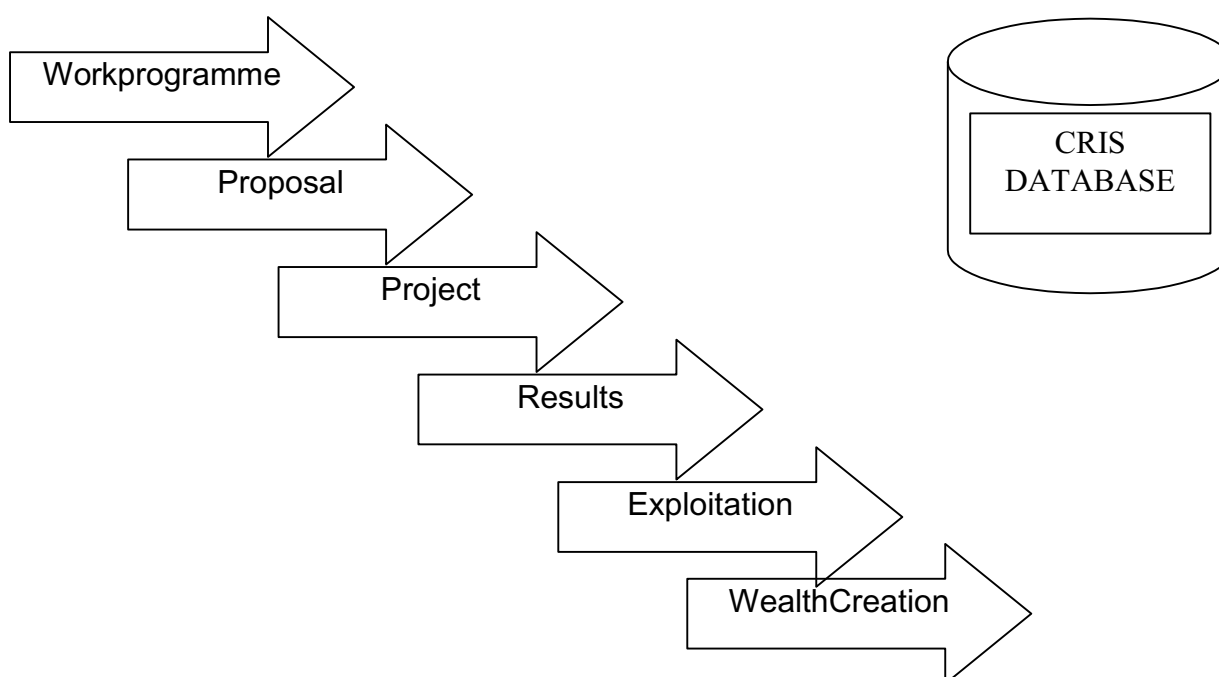 Workprogramme
CRIS
DATABASE
Proposal
Project
Results
Exploitation
WealthCreation